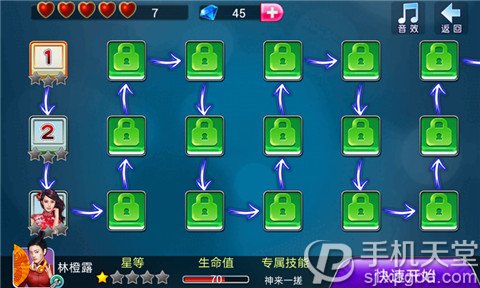 7
45
音效
返回
1
2
林橙露
星等
生命值
专属技能
70
神来一搓
快速开始
手机天堂
sjxapgod.com